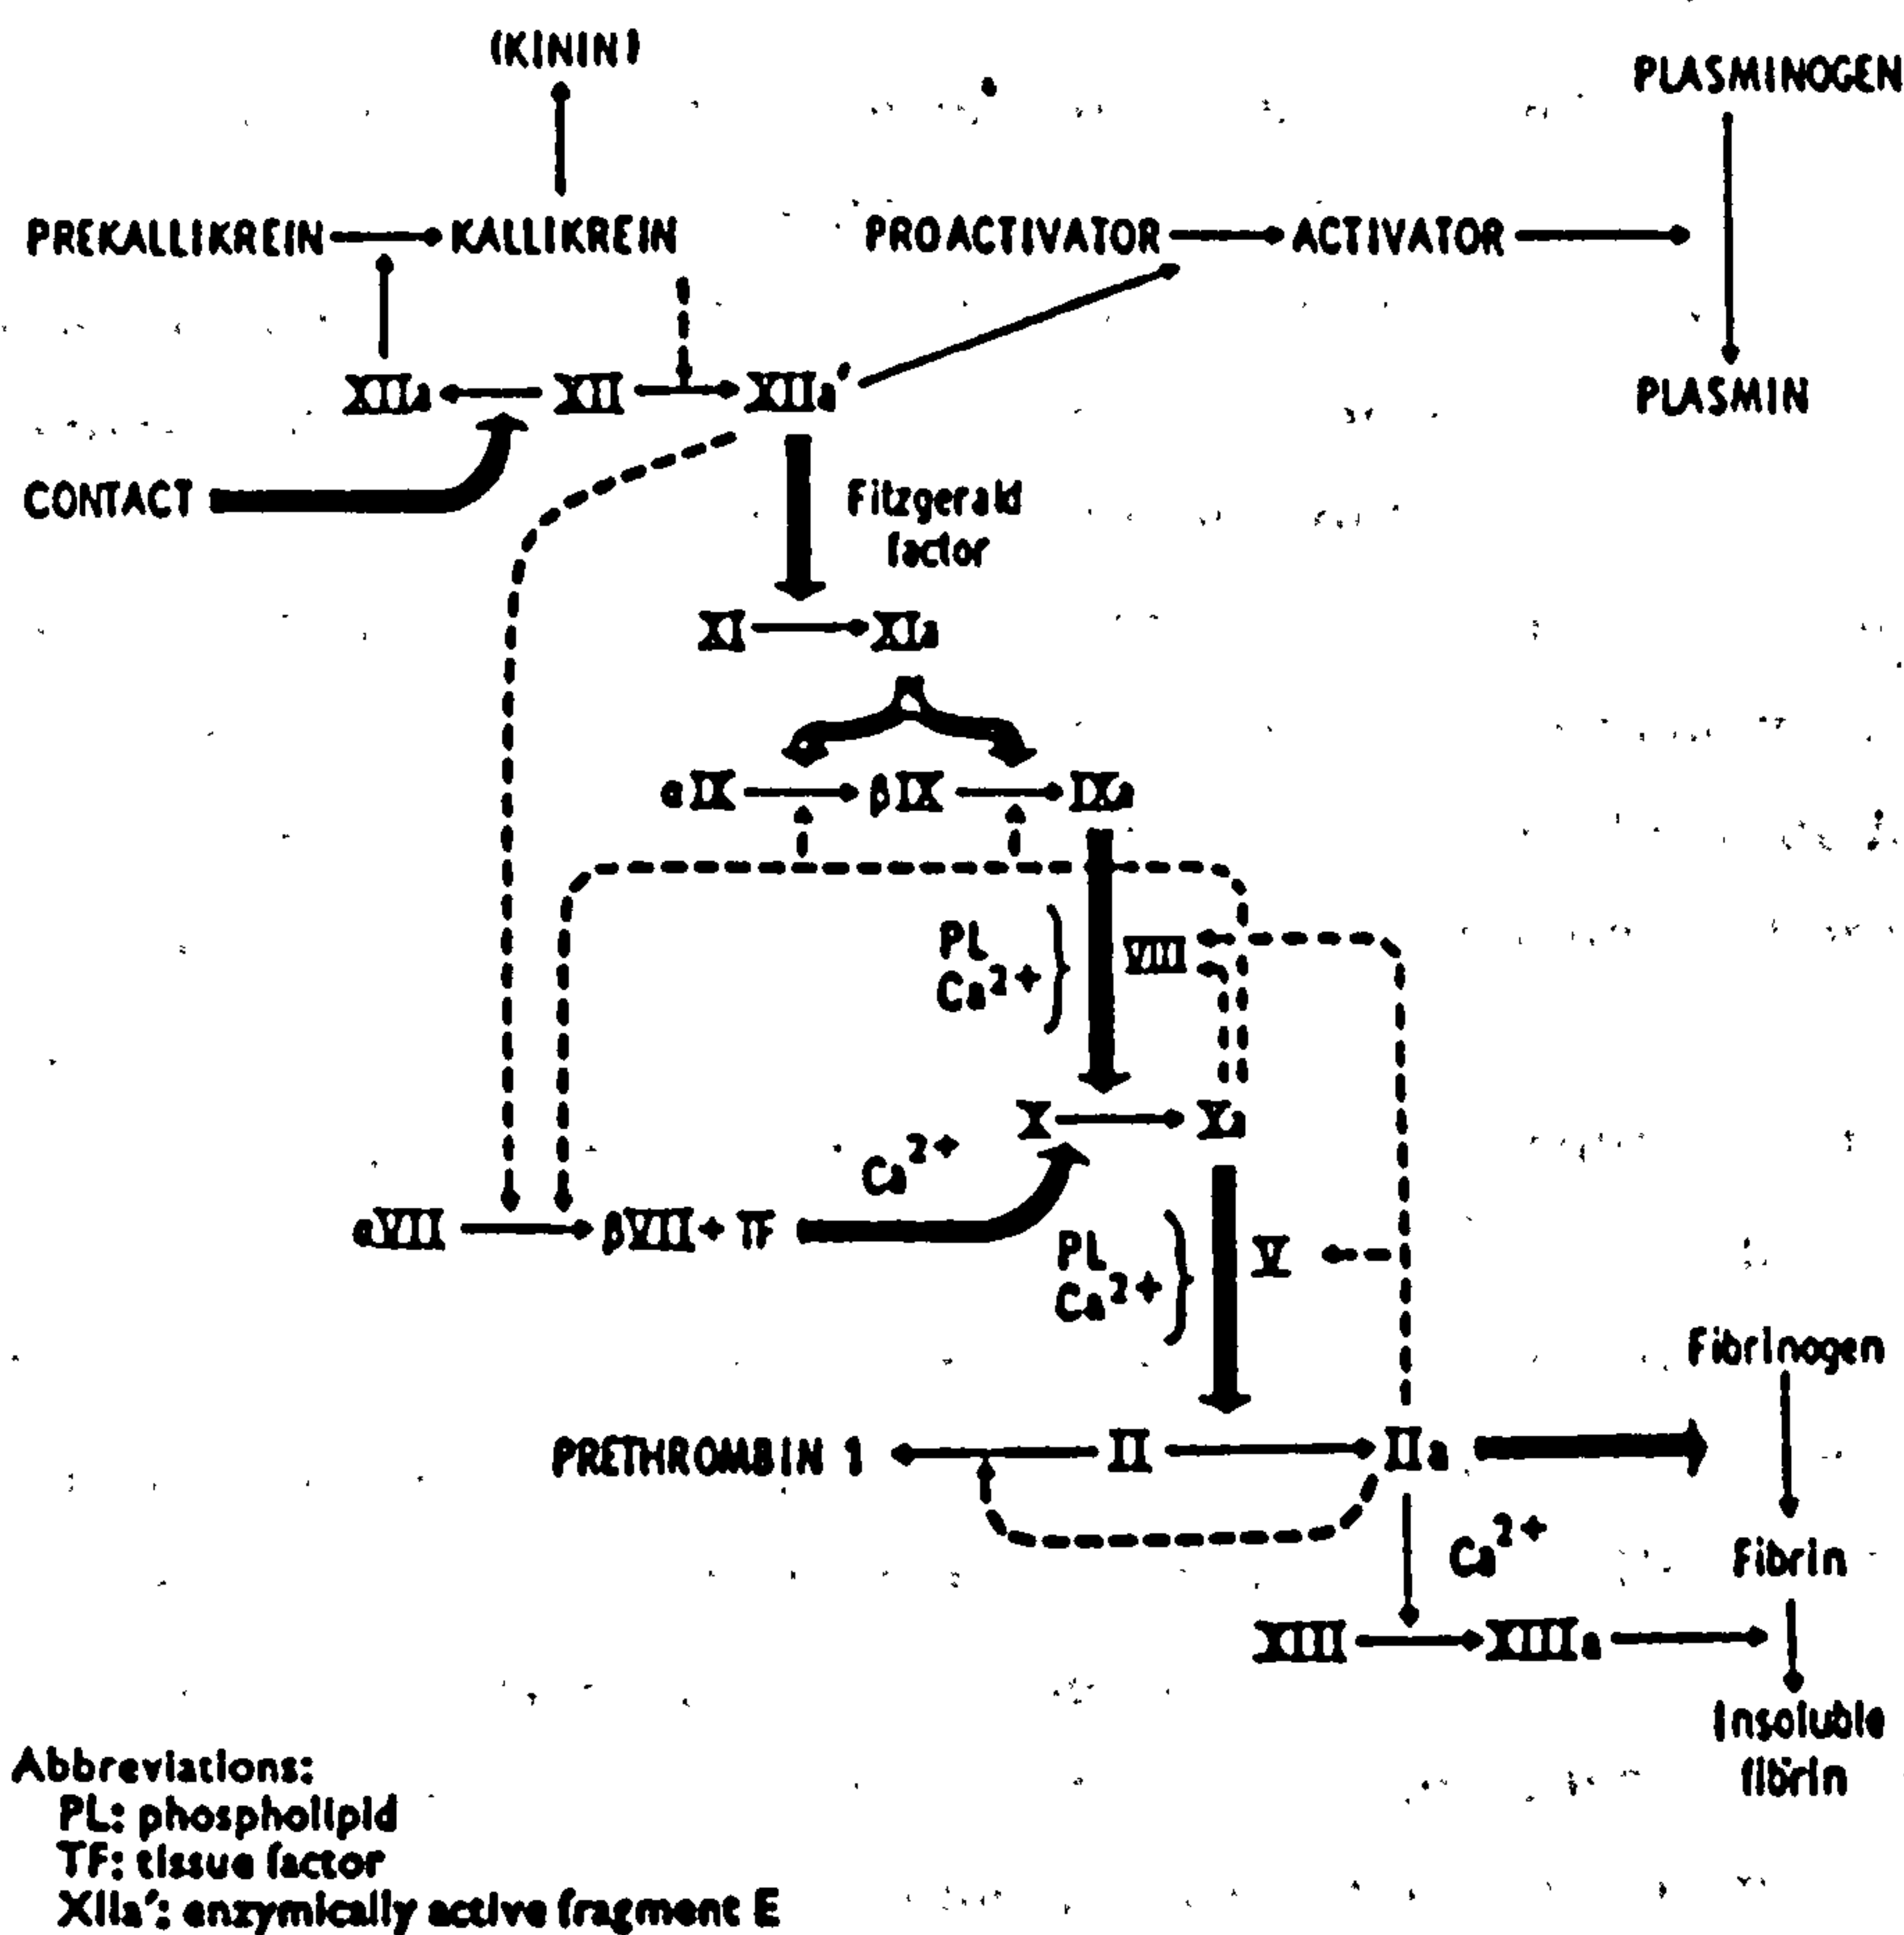 (KININ)
PLASMINOGEN
PREKALLIKREIN KALLIKREIN PROACTIVATOR ACTIVATOR
XIIa XII XIIa′
PLASMIN
CONTACT
Fitzgerald
factor
XI XIa
αIX βIX IXa
PL
Ca²⁺
VIII
X Xa
Ca²⁺
αVII βVII + TF
PL
Ca²⁺
V
Fibrinogen
PRETHROMBIN 1 II IIa
Ca²⁺
Fibrin
XIII XIIIa
Insoluble
fibrin
Abbreviations:
PL: phospholipid
TF: tissue factor
XIIa′: enzymically active fragment E